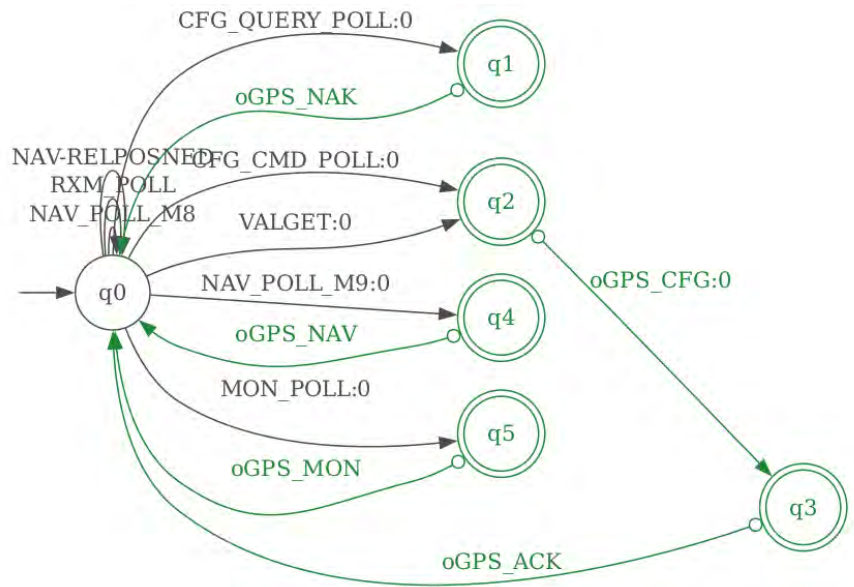 CFG_QUERY_POLL:0
q1
oGPS_NAK
NAV-RELPOSNED
CFG_CMD_POLL:0
RXM_POLL
q2
NAV_POLL_M8
VALGET:0
oGPS_CFG:0
NAV_POLL_M9:0
q0
q4
oGPS_NAV
MON_POLL:0
q5
oGPS_MON
q3
oGPS_ACK